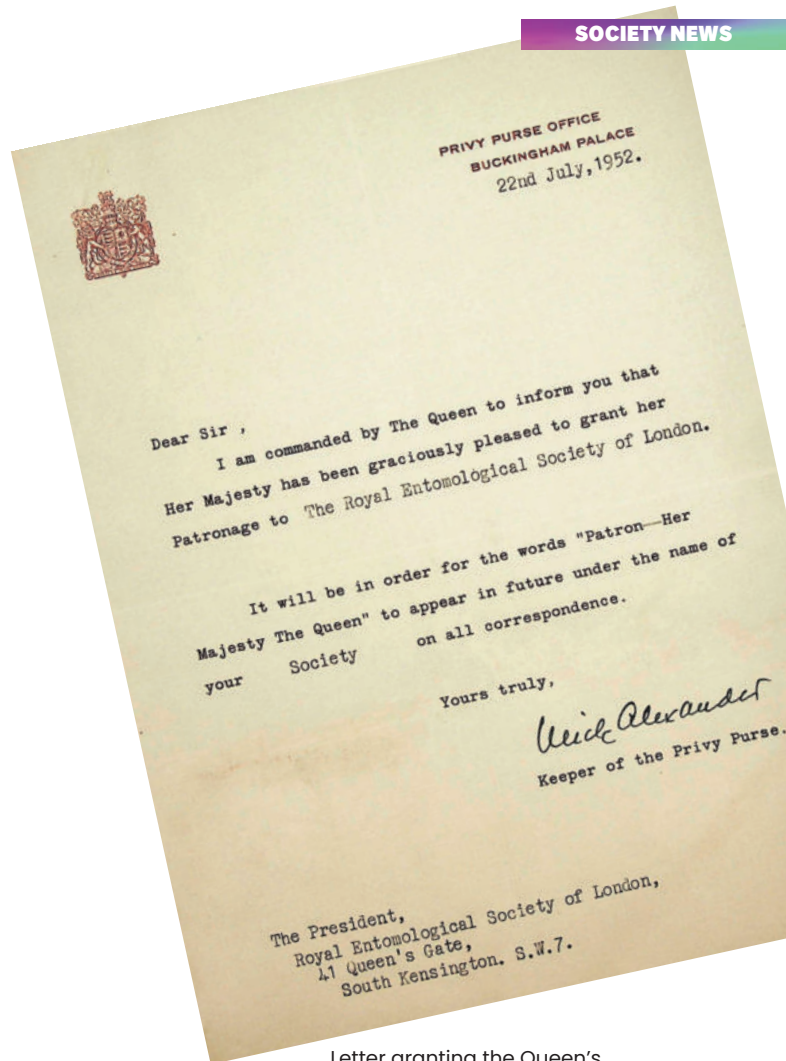 SOCIETY NEWS
PRIVY PURSE OFFICE
BUCKINGHAM PALACE
22nd July, 1952.
Dear Sir ,
I am commanded by The Queen to inform you that
Her Majesty has been graciously pleased to grant her
Patronage to The Royal Entomological Society of London.
It will be in order for the words "Patron—Her
Majesty The Queen" to appear in future under the name of
your Society on all correspondence.
Yours truly,
Ulick Alexander
Keeper of the Privy Purse.
The President,
Royal Entomological Society of London,
41 Queen's Gate,
South Kensington. S.W.7.
Letter granting the Queen's